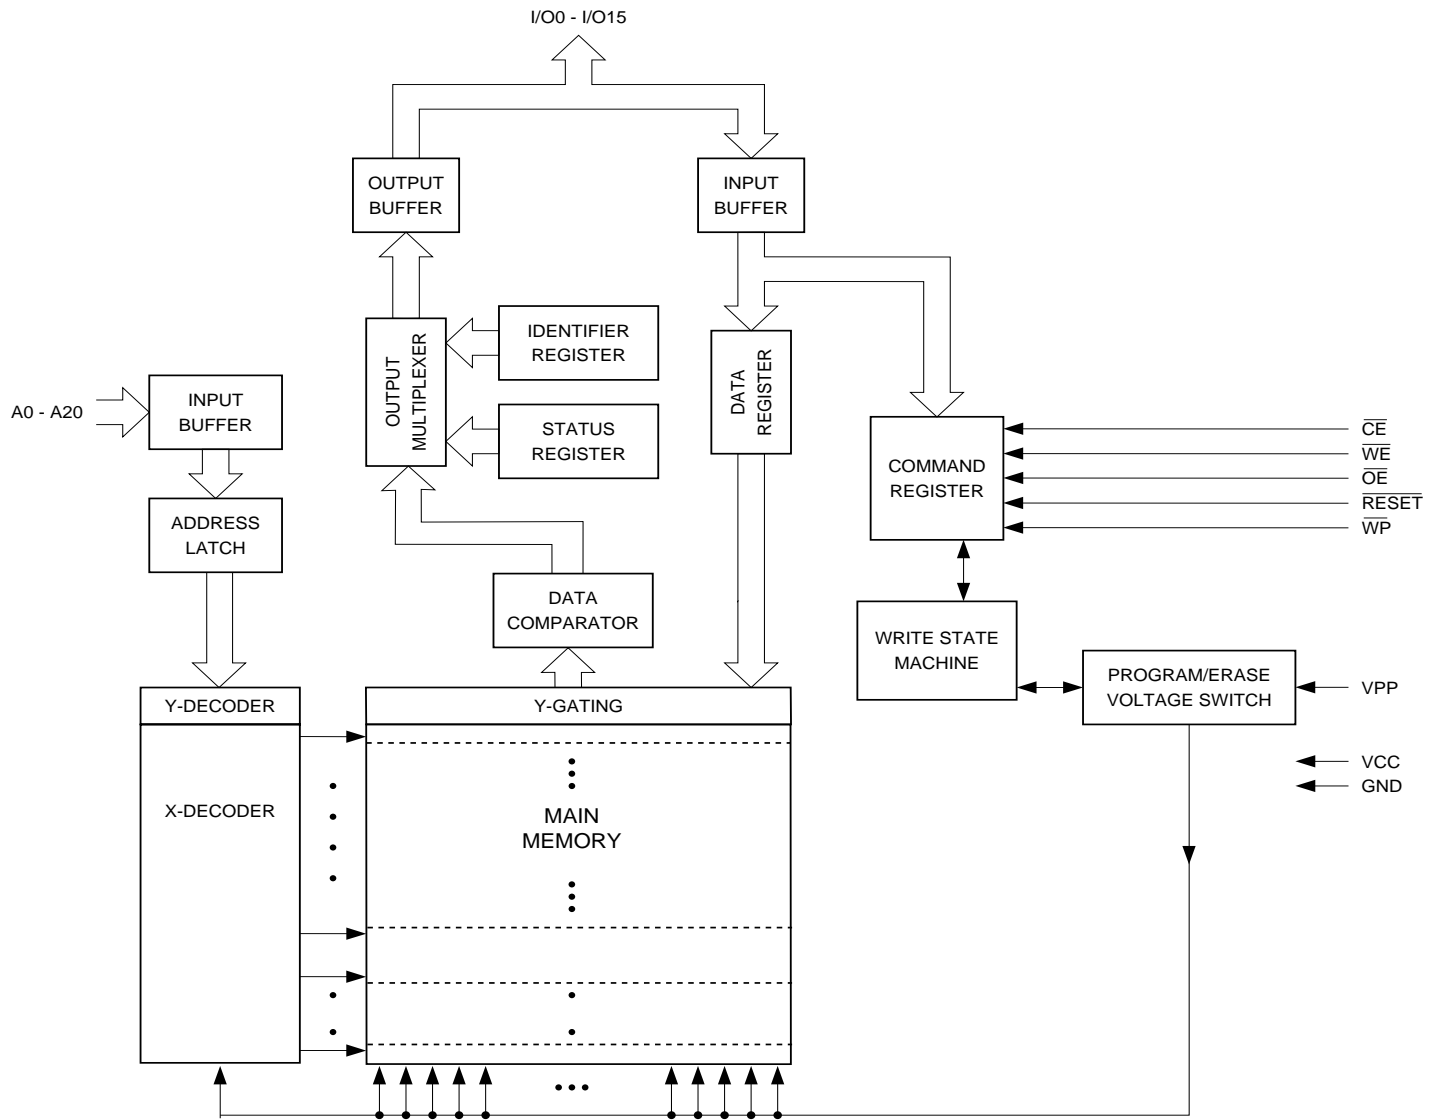 I/O0 - I/O15
OUTPUT
BUFFER
INPUT
BUFFER
IDENTIFIER
REGISTER
OUTPUT
MULTIPLEXER
DATA
REGISTER
A0 - A20
INPUT
BUFFER
STATUS
REGISTER
COMMAND
REGISTER
CE
WE
OE
RESET
WP
ADDRESS
LATCH
DATA
COMPARATOR
WRITE STATE
MACHINE
PROGRAM/ERASE
VOLTAGE SWITCH
VPP
Y-DECODER
Y-GATING
VCC
GND
X-DECODER
MAIN
MEMORY